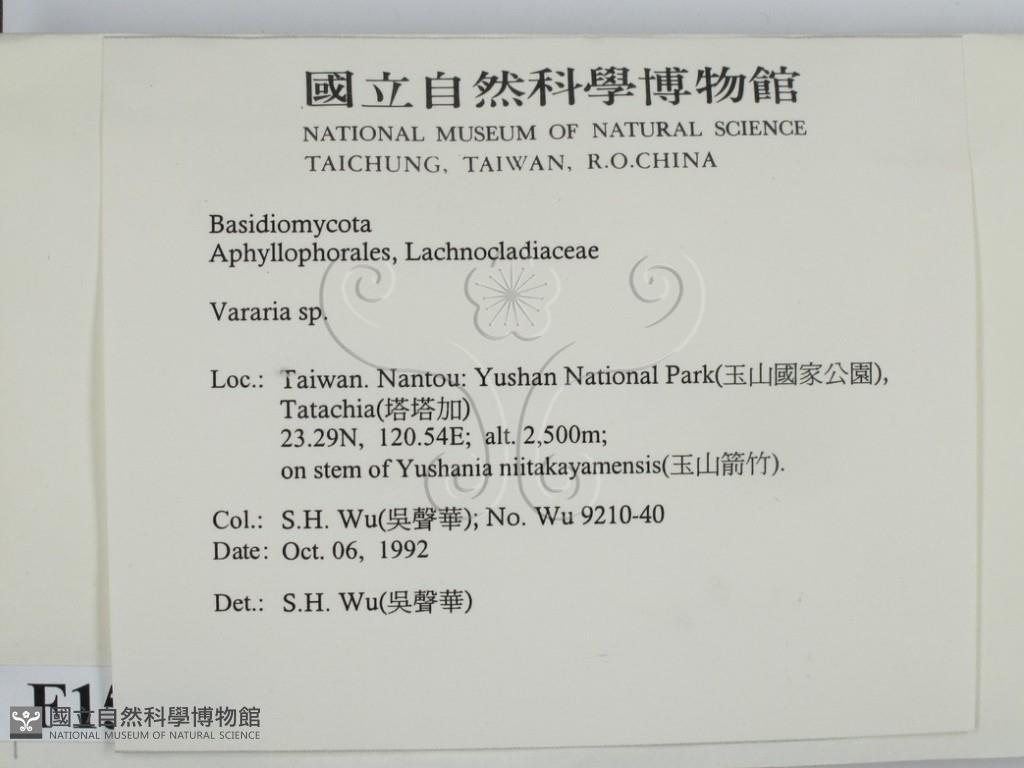 國立自然科學博物館
NATIONAL MUSEUM OF NATURAL SCIENCE
TAICHUNG, TAIWAN, R.O.CHINA
Basidiomycota
Aphyllophorales, Lachnocladiaceae
Vararia sp.
Loc.: Taiwan. Nantou: Yushan National Park(玉山國家公園),
Tatachia(塔塔加)
23.29N, 120.54E; alt. 2,500m;
on stem of Yushania niitakayamensis(玉山箭竹).
Col.: S.H. Wu(吳聲華); No. Wu 9210-40
Date: Oct. 06, 1992
Det.: S.H. Wu(吳聲華)
國立自然科學博物館
NATIONAL MUSEUM OF NATURAL SCIENCE